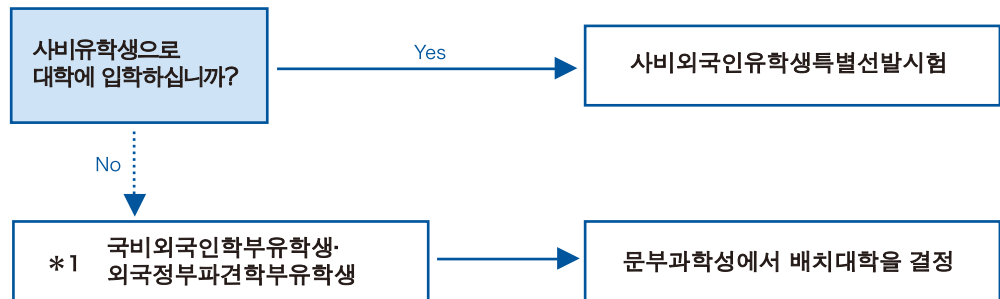 사비유학생으로
대학에 입학하십니까?
Yes
사비외국인유학생특별선발시험
No
*1 국비외국인학부유학생·
외국정부파견학부유학생
문부과학성에서 배치대학을 결정